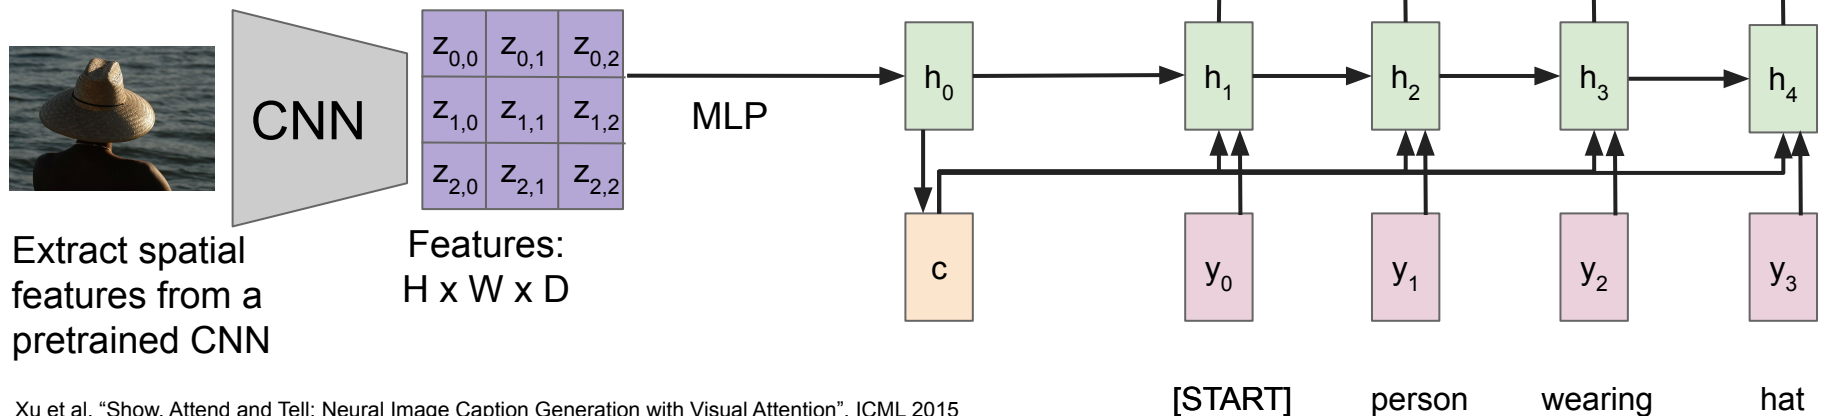 CNN
z0,0 z0,1 z0,2
z1,0 z1,1 z1,2
z2,0 z2,1 z2,2
MLP
h0 h1 h2 h3 h4
Extract spatial
features from a
pretrained CNN
Features:
H x W x D
c y0 y1 y2 y3
[START] person wearing hat
Xu et al, “Show, Attend and Tell: Neural Image Caption Generation with Visual Attention”, ICML 2015